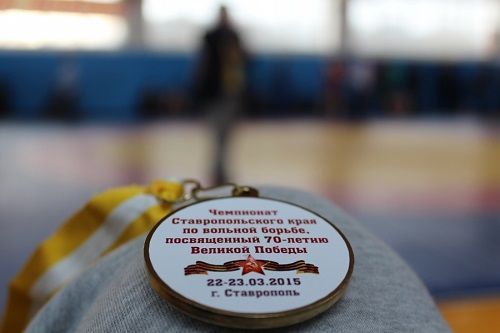 Чемпионат
Ставропольского края
по вольной борьбе,
посвященный 70-летию
Великой Победы
22-23.03.2015
г. Ставрополь